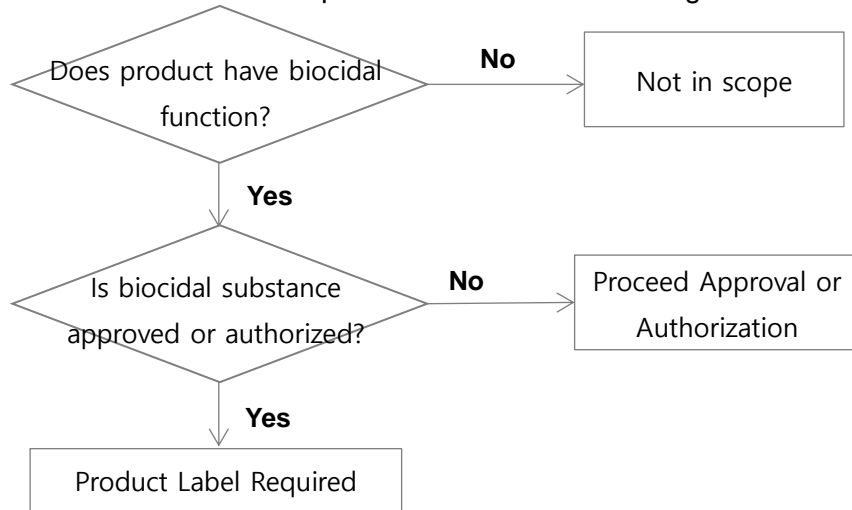 Does product have biocidal
function?
No
Not in scope
Yes
Is biocidal substance
approved or authorized?
No
Proceed Approval or
Authorization
Yes
Product Label Required